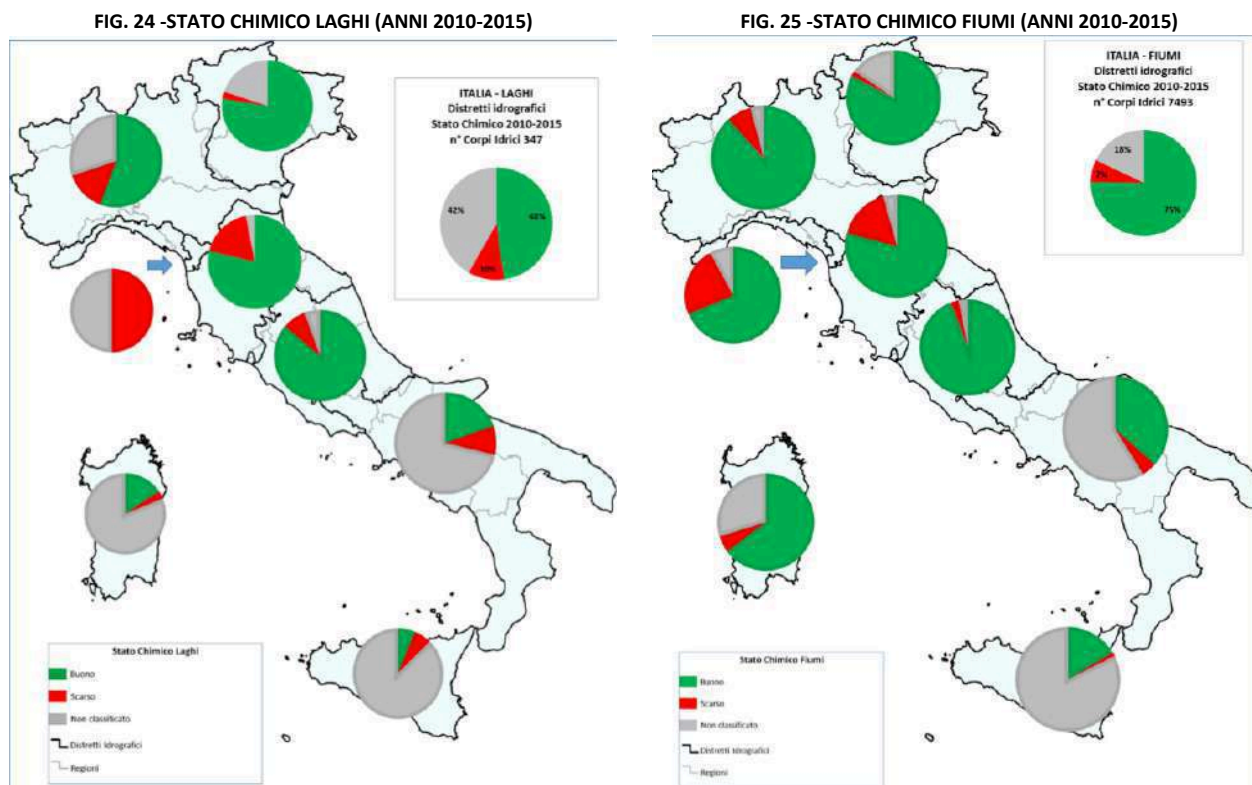 FIG. 24 -STATO CHIMICO LAGHI (ANNI 2010-2015)
ITALIA - LAGHI
Distretti idrografici
Stato Chimico 2010-2015
n° Corpi Idrici 347
42%
48%
10%
Stato Chimico Laghi
Buono
Scarso
Non classificato
Distretti Idrografici
Regioni
FIG. 25 -STATO CHIMICO FIUMI (ANNI 2010-2015)
ITALIA - FIUMI
Distretti idrografici
Stato Chimico 2010-2015
n° Corpi Idrici 7493
18%
7%
75%
Stato Chimico Fiumi
Buono
Scarso
Non classificato
Distretti Idrografici
Regioni